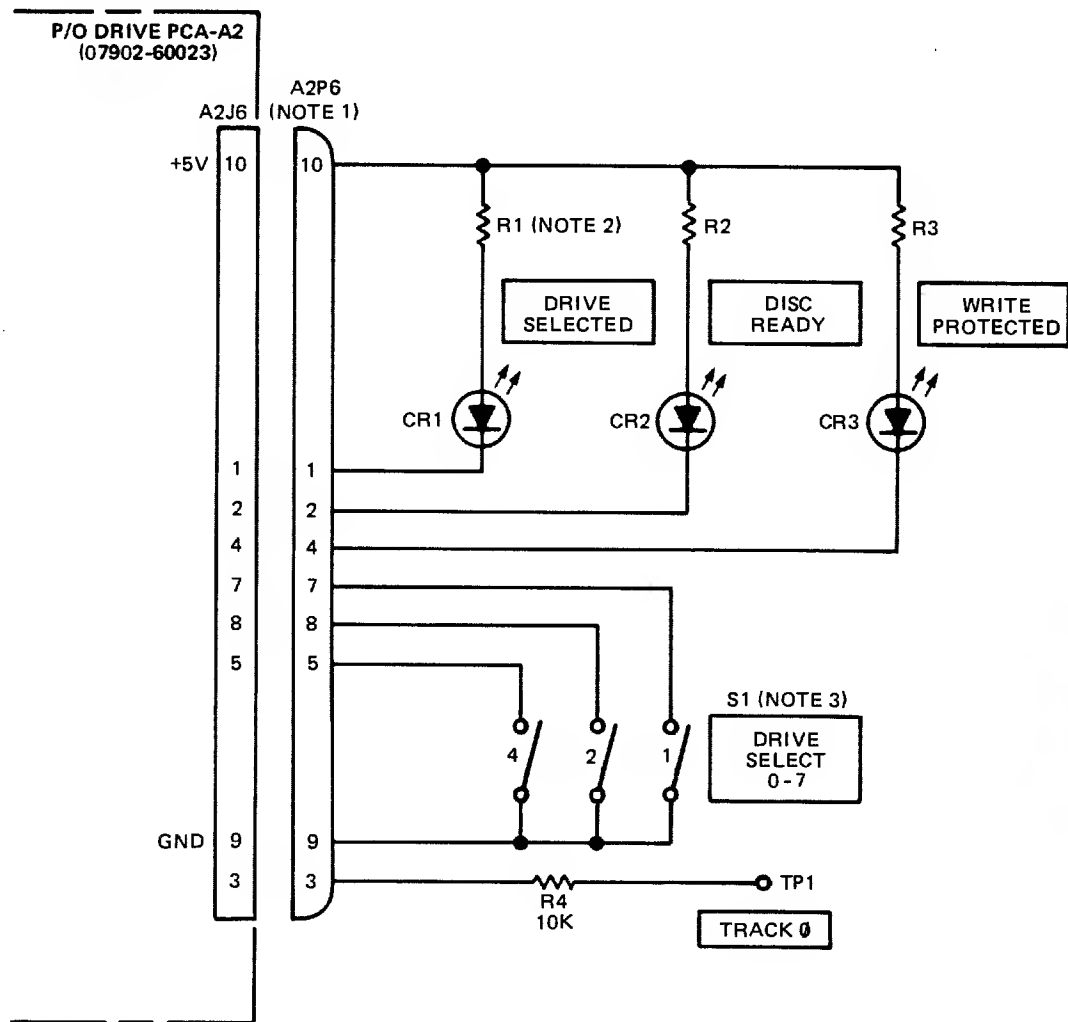 P/O DRIVE PCA-A2
(07902-60023)
A2P6
A2J6 (NOTE 1)
+5V 10 10
R1 (NOTE 2)
R2
R3
DRIVE
SELECTED
DISC
READY
WRITE
PROTECTED
CR1
CR2
CR3
1 1
2 2
4 4
7 7
8 8
5 5
S1 (NOTE 3)
4 2 1
DRIVE
SELECT
0-7
GND 9 9
3 3
TP1
R4
10K
TRACK 0